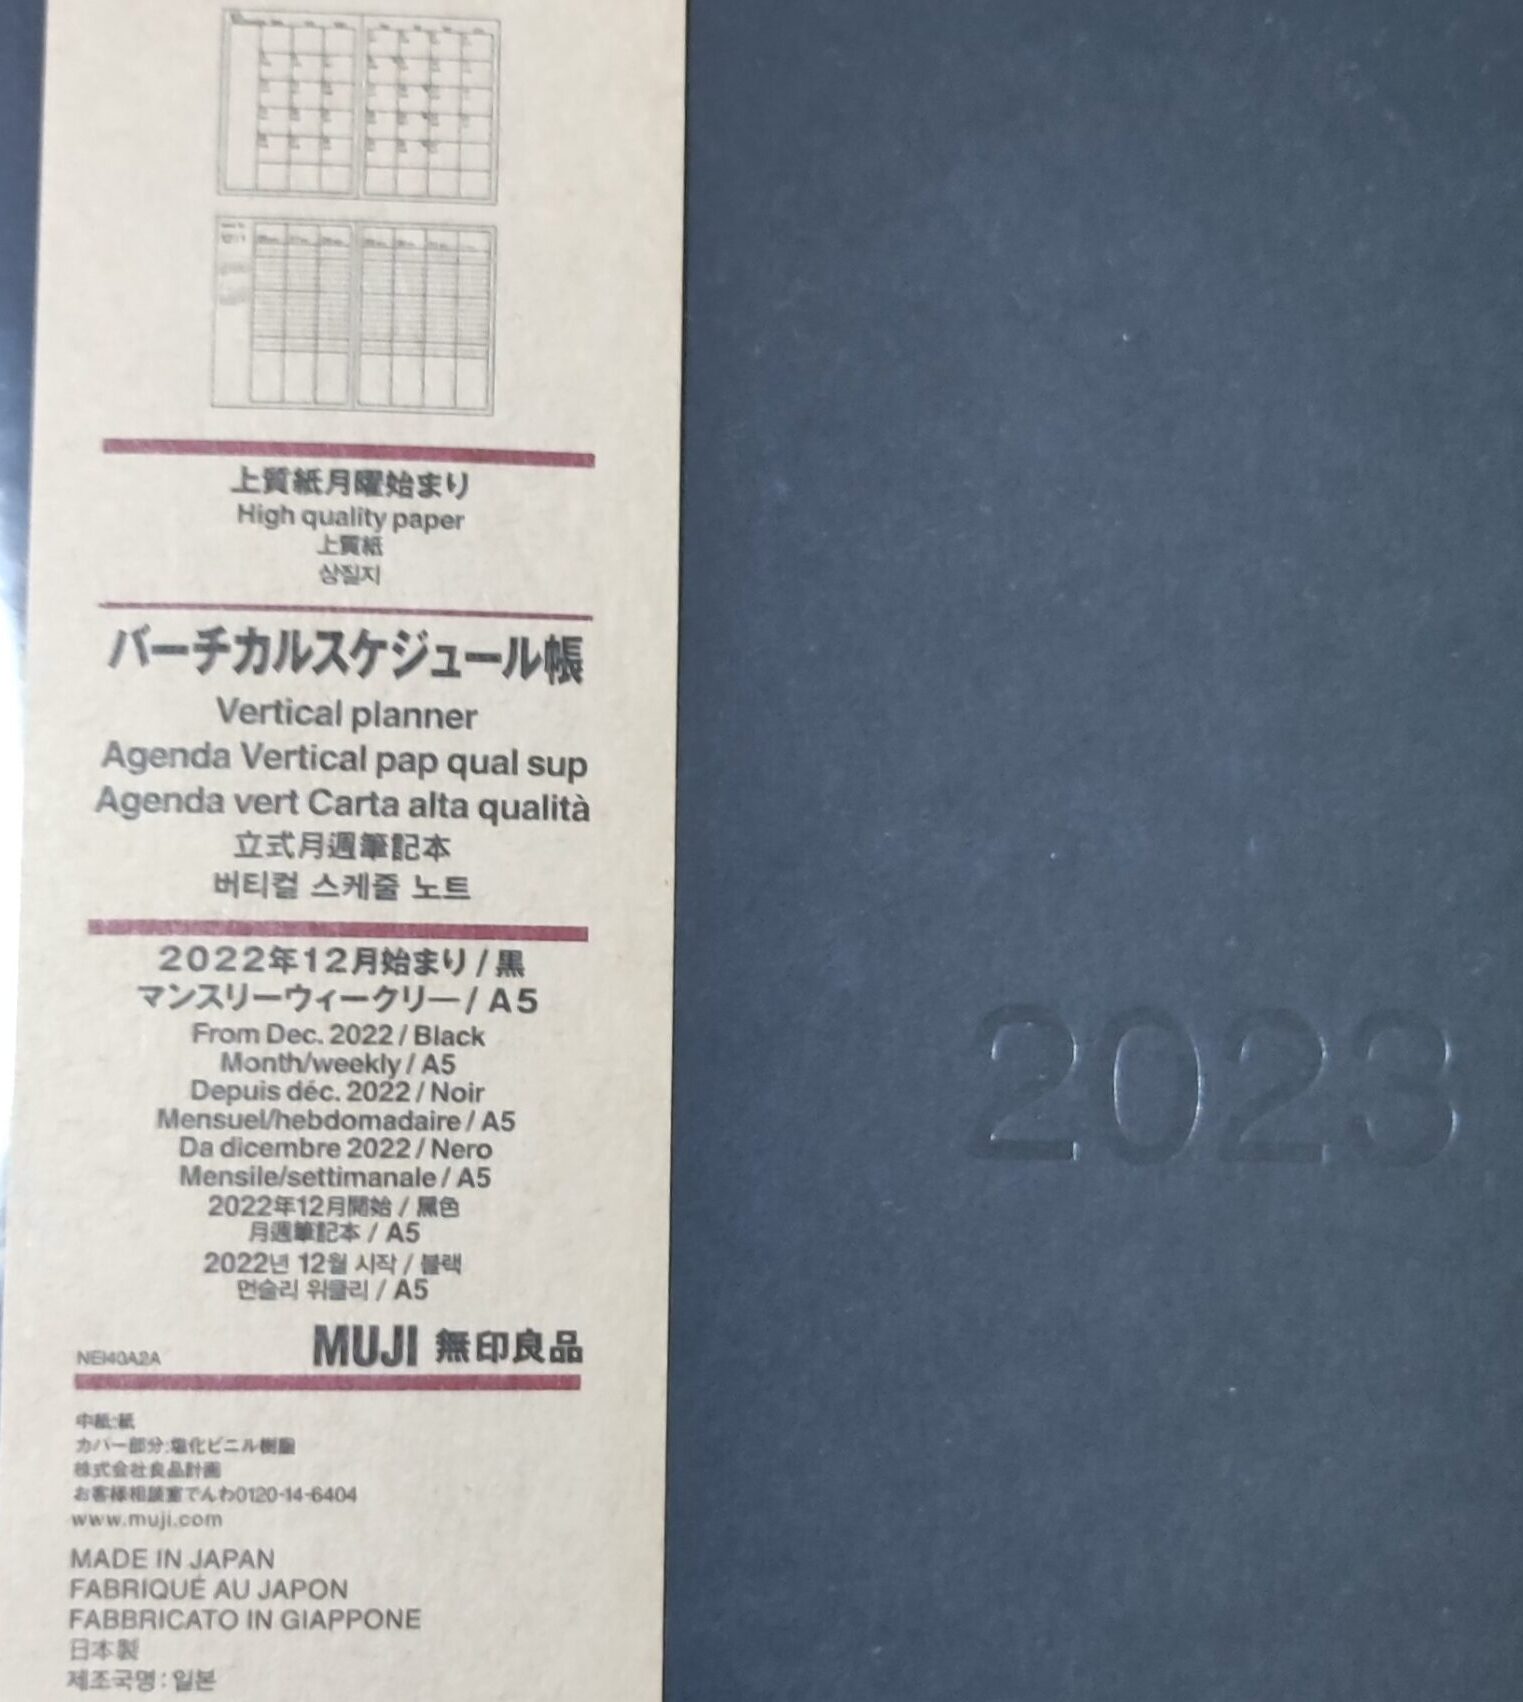 上質紙月曜始まり
High quality paper
上質紙
상질지
バーチカルスケジュール帳
Vertical planner
Agenda Vertical pap qual sup
Agenda vert Carta alta qualità
立式月週筆記本
버티컬 스케줄 노트
2022年12月始まり/黒
マンスリーウィークリー/A5
From Dec. 2022/Black
Month/weekly/A5
Depuis déc. 2022/Noir
Mensuel/hebdomadaire/A5
Da dicembre 2022/Nero
Mensile/settimanale/A5
2022年12月開始/黑色
月週筆記本/A5
2022년 12월 시작/블랙
먼슬리 위클리/A5
MUJI 無印良品
中紙:紙
カバー部分:塩化ビニル樹脂
株式会社良品計画
お客様相談室でんわ0120-14-6404
www.muji.com
MADE IN JAPAN
FABRIQUÉ AU JAPON
FABBRICATO IN GIAPPONE
日本製
제조국명:일본
2023